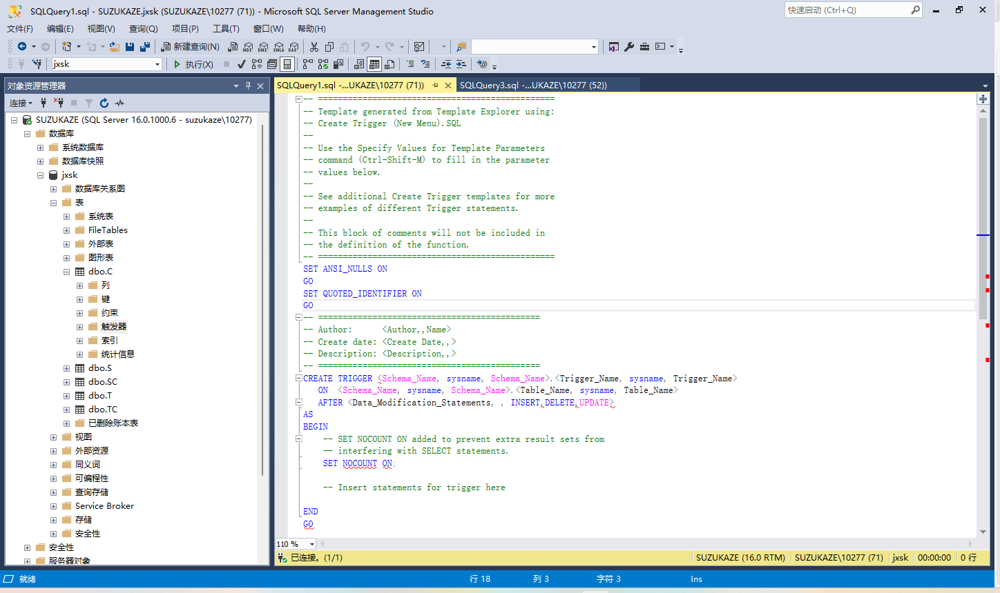 SQLQuery1.sql - SUZUKAZE.jxsk (SUZUKAZE\10277 (71)) - Microsoft SQL Server Management Studio
快速启动 (Ctrl+Q)
文件(F) 编辑(E) 视图(V) 查询(Q) 项目(P) 工具(T) 窗口(W) 帮助(H)
新建查询(N) MDX DMX XMLA DAX
jxsk 执行(X)
对象资源管理器
连接
SUZUKAZE (SQL Server 16.0.1000.6 - suzukaze\10277)
数据库
系统数据库
数据库快照
jxsk
数据库关系图
表
系统表
FileTables
外部表
图形表
dbo.C
列
键
约束
触发器
索引
统计信息
dbo.S
dbo.SC
dbo.T
dbo.TC
已删除账本表
视图
外部资源
同义词
可编程性
查询存储
Service Broker
存储
安全性
安全性
服务器对象
SQLQuery1.sql -...UKAZE\10277 (71)) SQLQuery3.sql -...UKAZE\10277 (52))
-- ================================================
-- Template generated from Template Explorer using:
-- Create Trigger (New Menu).SQL
--
-- Use the Specify Values for Template Parameters
-- command (Ctrl-Shift-M) to fill in the parameter
-- values below.
--
-- See additional Create Trigger templates for more
-- examples of different Trigger statements.
--
-- This block of comments will not be included in
-- the definition of the function.
-- ================================================
SET ANSI_NULLS ON
GO
SET QUOTED_IDENTIFIER ON
GO
-- =============================================
-- Author:      <Author,,Name>
-- Create date: <Create Date,,>
-- Description: <Description,,>
-- =============================================
CREATE TRIGGER <Schema_Name, sysname, Schema_Name>.<Trigger_Name, sysname, Trigger_Name>
   ON  <Schema_Name, sysname, Schema_Name>.<Table_Name, sysname, Table_Name>
   AFTER <Data_Modification_Statements, , INSERT,DELETE,UPDATE>
AS
BEGIN
    -- SET NOCOUNT ON added to prevent extra result sets from
    -- interfering with SELECT statements.
    SET NOCOUNT ON;
    -- Insert statements for trigger here
END
GO
110 %
已连接。(1/1) SUZUKAZE (16.0 RTM) SUZUKAZE\10277 (71) jxsk 00:00:00 0 行
就绪 行 18 列 3 字符 3 Ins